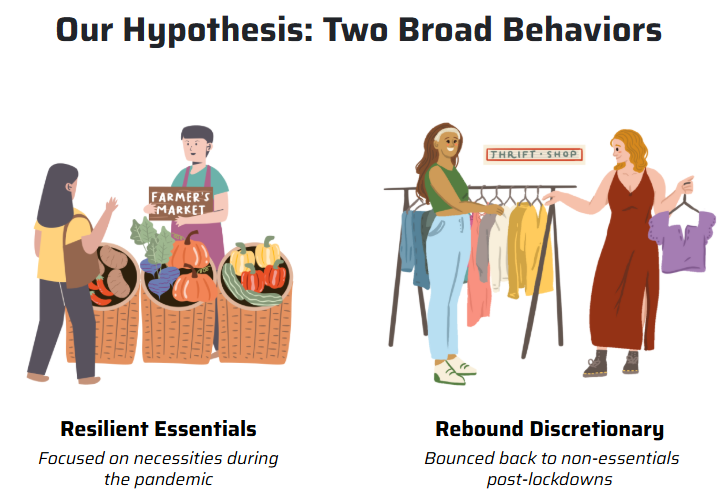 Our Hypothesis: Two Broad Behaviors
FARMER'S
MARKET
THRIFT · SHOP
Resilient Essentials
Focused on necessities during
the pandemic
Rebound Discretionary
Bounced back to non-essentials
post-lockdowns